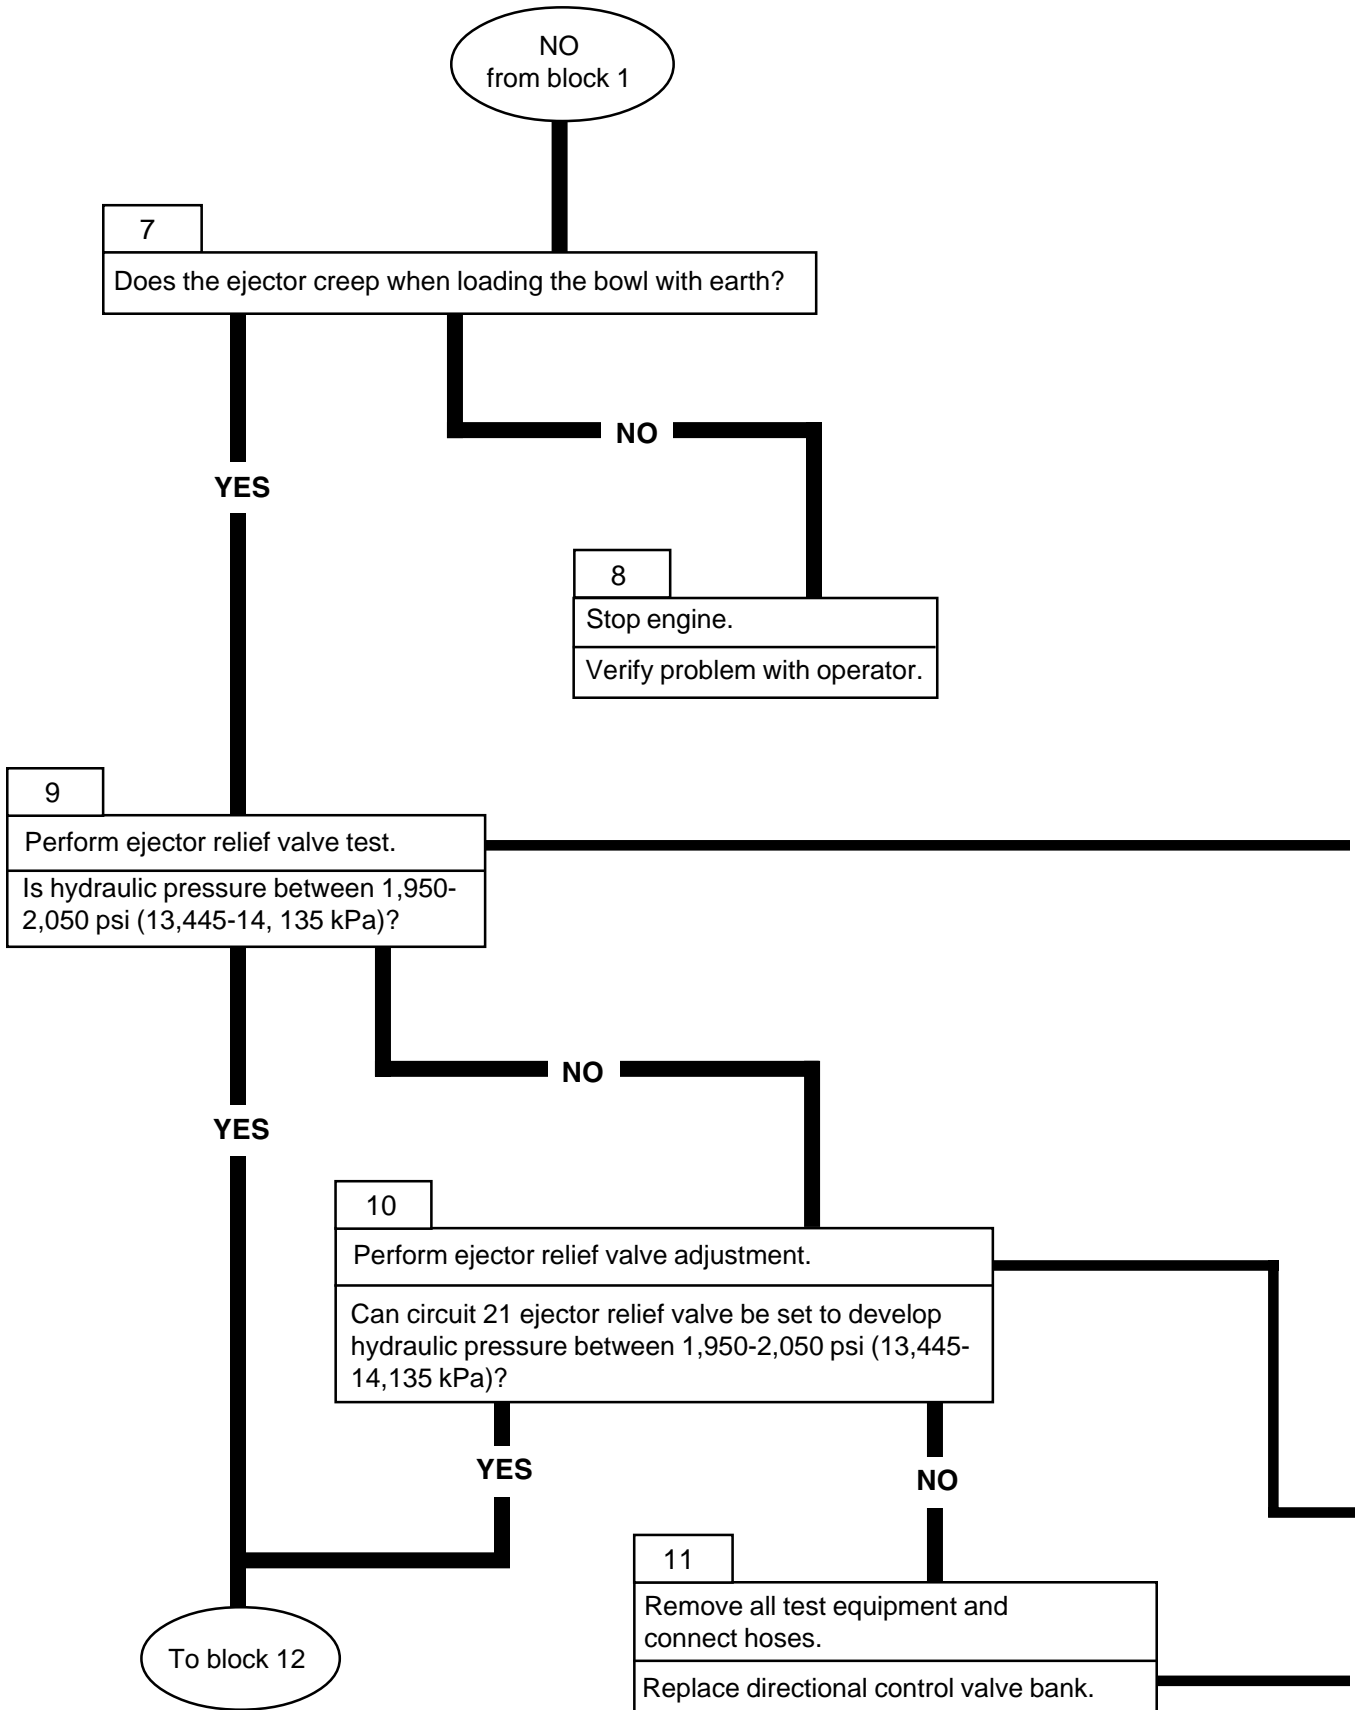 NO
from block 1
7
Does the ejector creep when loading the bowl with earth?
NO
YES
8
Stop engine.
Verify problem with operator.
9
Perform ejector relief valve test.
Is hydraulic pressure between 1,950-
2,050 psi (13,445-14, 135 kPa)?
NO
YES
10
Perform ejector relief valve adjustment.
Can circuit 21 ejector relief valve be set to develop
hydraulic pressure between 1,950-2,050 psi (13,445-
14,135 kPa)?
YES
NO
11
Remove all test equipment and
connect hoses.
To block 12
Replace directional control valve bank.